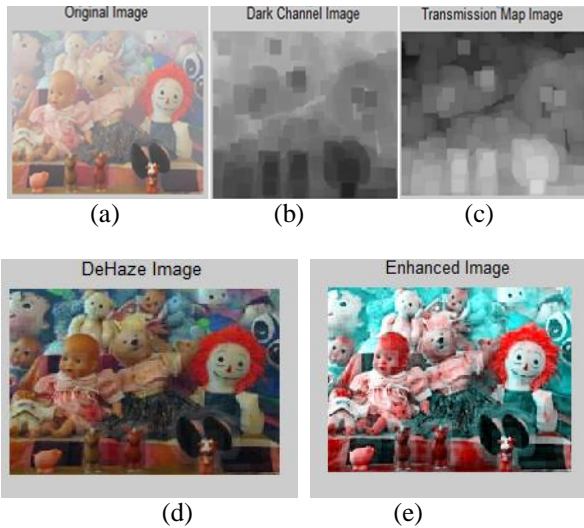 Original Image
Dark Channel Image
Transmission Map Image
(a)
(b)
(c)
DeHaze Image
Enhanced Image
(d)
(e)